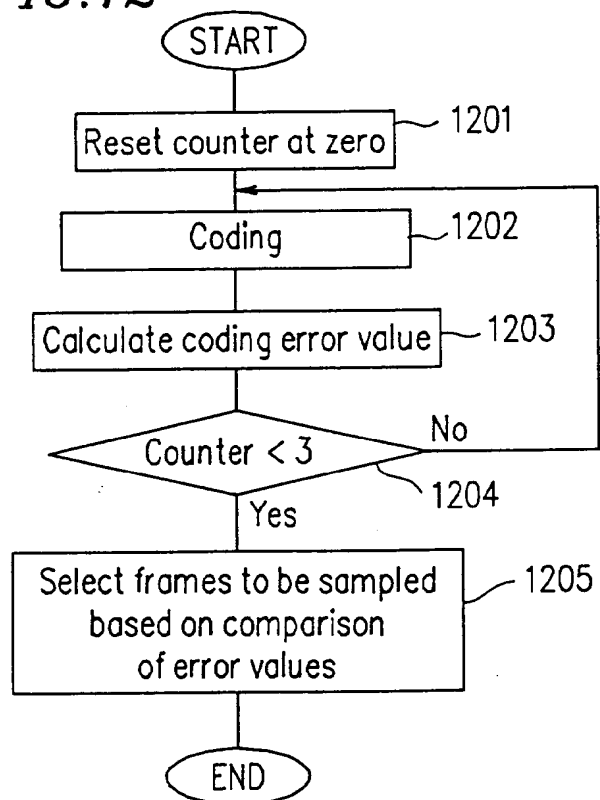 START
Reset counter at zero
1201
Coding
1202
Calculate coding error value
1203
Counter < 3
No
1204
Yes
Select frames to be sampled
based on comparison
of error values
1205
END